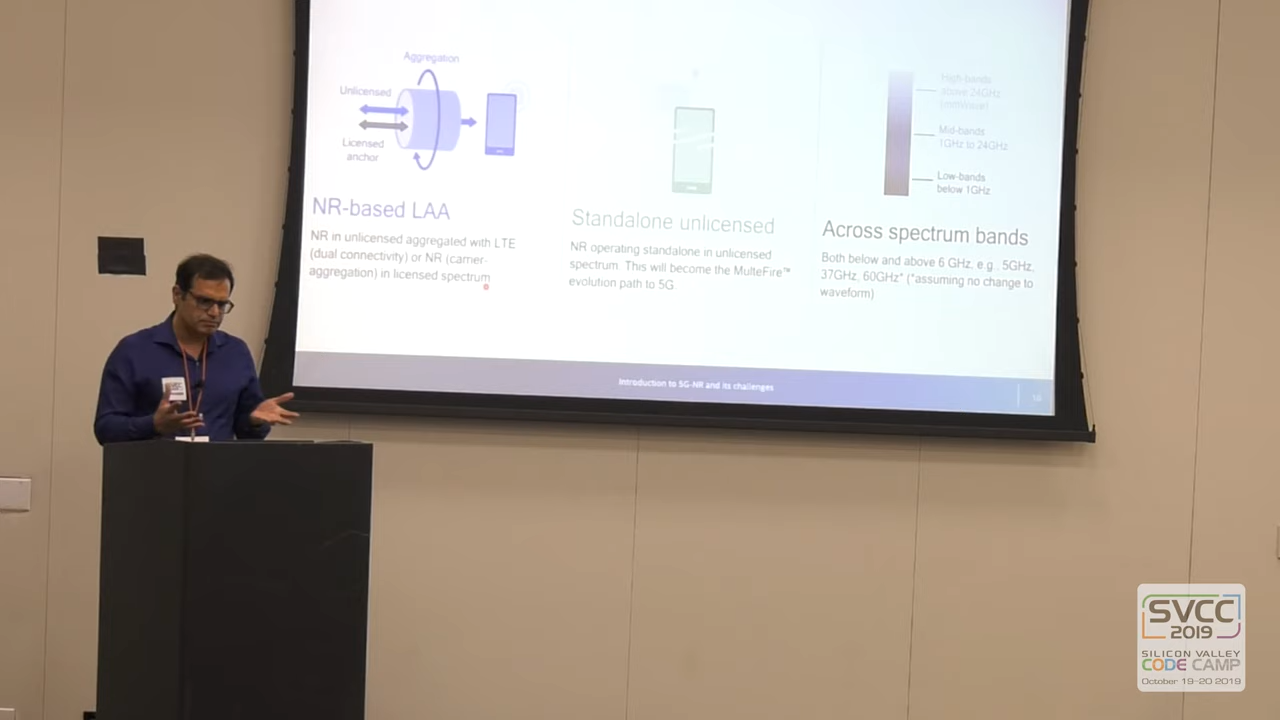 Aggregation
Unlicensed
Licensed
anchor
NR-based LAA
NR in unlicensed aggregated with LTE
(dual connectivity) or NR (carrier-
aggregation) in licensed spectrum
Standalone unlicensed
NR operating standalone in unlicensed
spectrum. This will become the MulteFire™
evolution path to 5G
High-bands
above 24GHz
(mmWave)
Mid-bands
1GHz to 24GHz
Low-bands
below 1GHz
Across spectrum bands
Both below and above 6 GHz, e.g., 5GHz,
37GHz, 60GHz* (*assuming no change to
waveform)
Introduction to 5G-NR and its challenges
SVCC
2019
SILICON VALLEY
CODE CAMP
October 19-20 2019